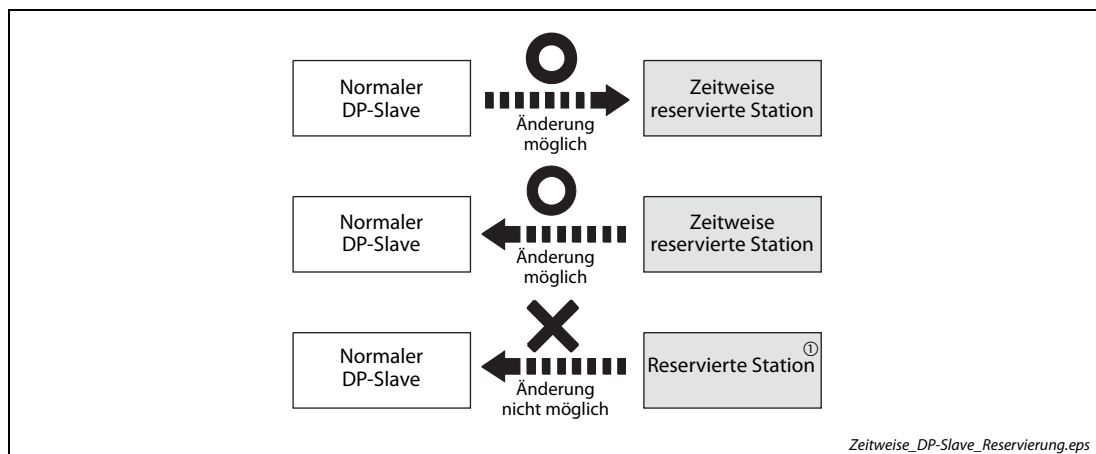 Normaler
DP-Slave
Änderung
möglich
Zeitweise
reservierte Station
Normaler
DP-Slave
Änderung
möglich
Zeitweise
reservierte Station
Normaler
DP-Slave
Änderung
nicht möglich
Reservierte Station ①
Zeitweise_DP-Slave_Reservierung.eps